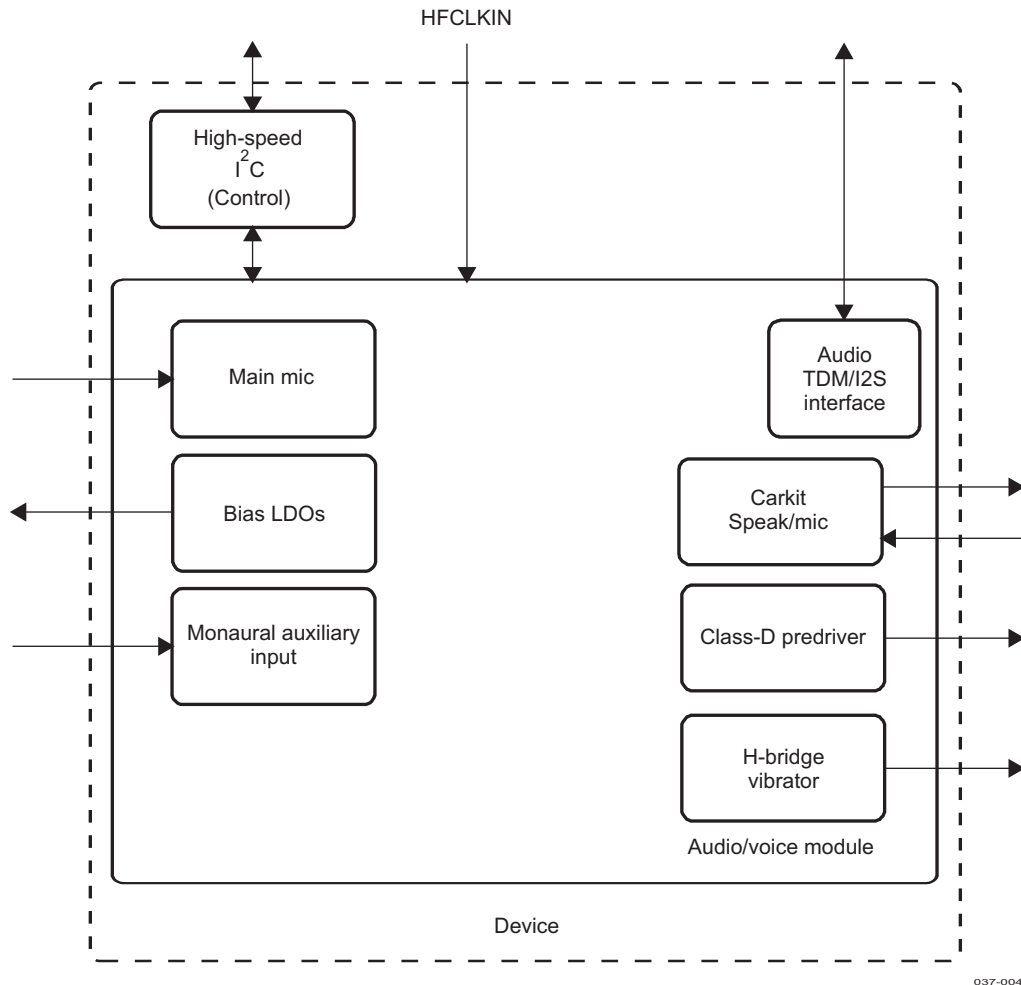 HFCLKIN
High-speed
I2C
(Control)
Main mic
Audio
TDM/I2S
interface
Bias LDOs
Carkit
Speak/mic
Monaural auxiliary
input
Class-D predriver
H-bridge
vibrator
Audio/voice module
Device
037-004